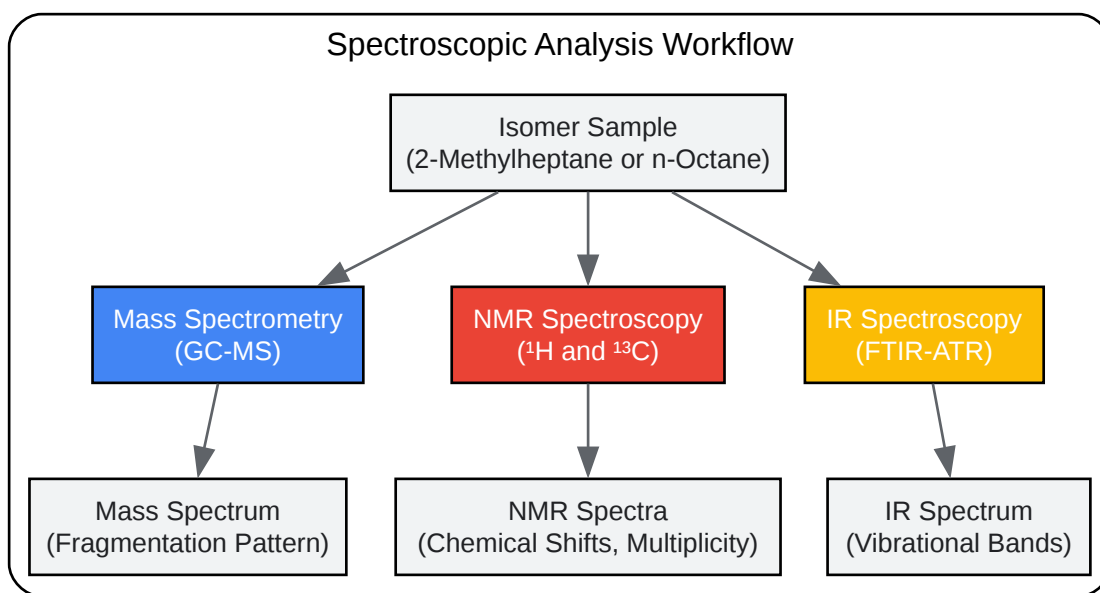 Spectroscopic Analysis Workflow
Isomer Sample
(2-Methylheptane or n-Octane)
Mass Spectrometry
(GC-MS)
NMR Spectroscopy
(¹H and ¹³C)
IR Spectroscopy
(FTIR-ATR)
Mass Spectrum
(Fragmentation Pattern)
NMR Spectra
(Chemical Shifts, Multiplicity)
IR Spectrum
(Vibrational Bands)